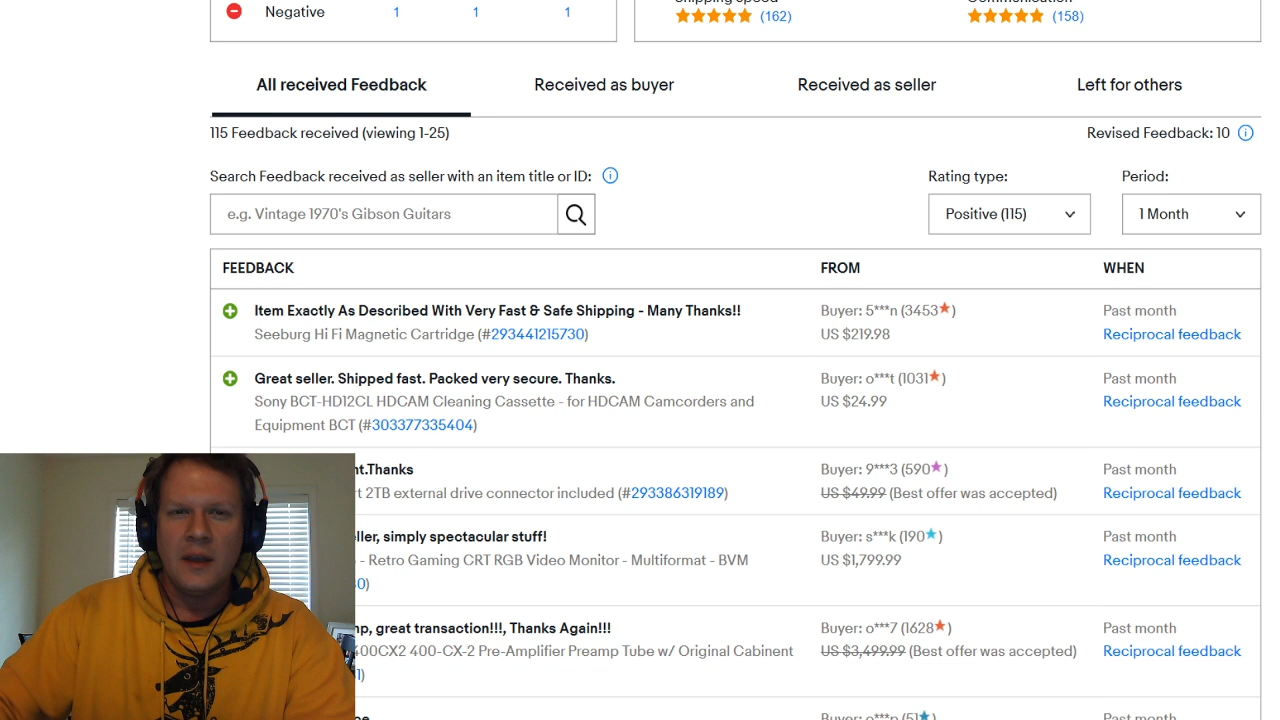 Negative 1 1 1
(162) (158)
All received Feedback Received as buyer Received as seller Left for others
115 Feedback received (viewing 1-25) Revised Feedback: 10
Search Feedback received as seller with an item title or ID: Rating type: Period:
e.g. Vintage 1970's Gibson Guitars Positive (115) 1 Month
FEEDBACK FROM WHEN
Item Exactly As Described With Very Fast & Safe Shipping - Many Thanks!! Buyer: 5***n (3453) Past month
Seeburg Hi Fi Magnetic Cartridge (#293441215730) US $219.98 Reciprocal feedback
Great seller. Shipped fast. Packed very secure. Thanks. Buyer: o***t (1031) Past month
Sony BCT-HD12CL HDCAM Cleaning Cassette - for HDCAM Camcorders and US $24.99 Reciprocal feedback
Equipment BCT (#303377335404)
nt.Thanks Buyer: 9***3 (590) Past month
rt 2TB external drive connector included (#293386319189) US $49.99 (Best offer was accepted) Reciprocal feedback
eller, simply spectacular stuff! Buyer: s***k (190) Past month
- Retro Gaming CRT RGB Video Monitor - Multiformat - BVM US $1,799.99 Reciprocal feedback
0)
mp, great transaction!!!, Thanks Again!!! Buyer: o***7 (1628) Past month
400CX2 400-CX-2 Pre-Amplifier Preamp Tube w/ Original Cabinent US $3,499.99 (Best offer was accepted) Reciprocal feedback
1)